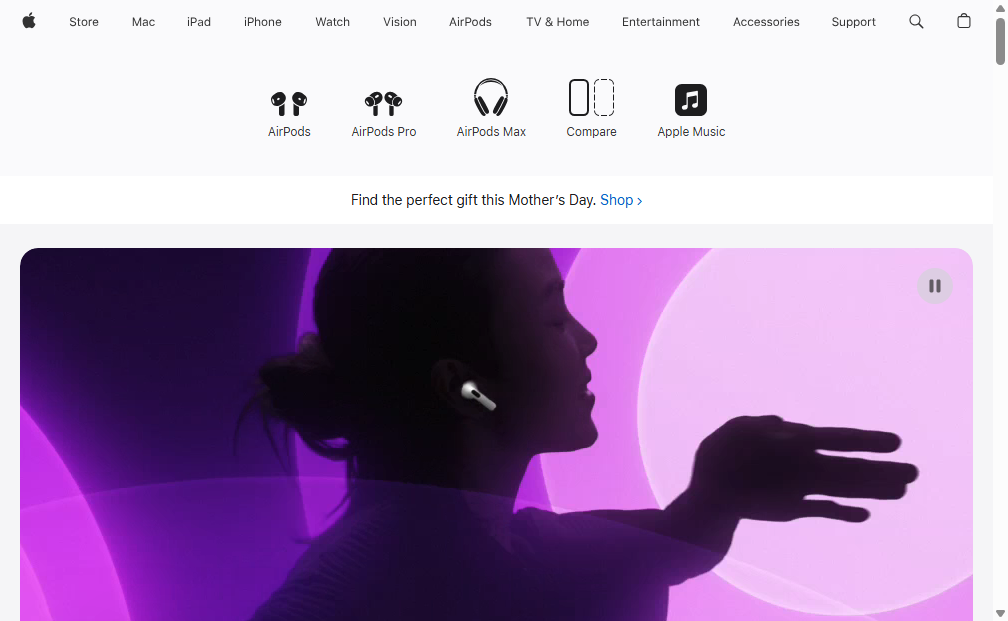 Store Mac iPad iPhone Watch Vision AirPods TV & Home Entertainment Accessories Support
AirPods AirPods Pro AirPods Max Compare Apple Music
Find the perfect gift this Mother's Day. Shop >